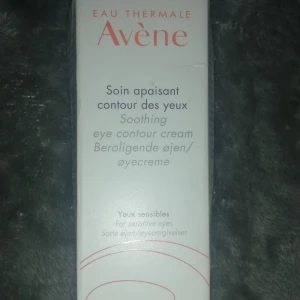 EAU THERMALE
Avène
Soin apaisant
contour des yeux
Soothing
eye contour cream
Beroligende øjen/
øyecreme
Yeux sensibles
For sensitive eyes